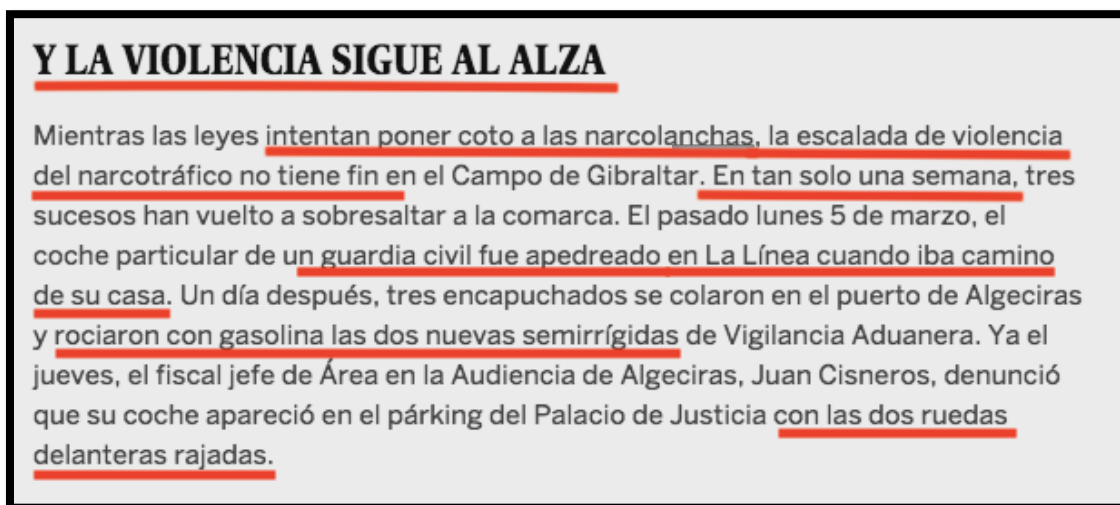 Y LA VIOLENCIA SIGUE AL ALZA
Mientras las leyes intentan poner coto a las narcolanchas, la escalada de violencia
del narcotráfico no tiene fin en el Campo de Gibraltar. En tan solo una semana, tres
sucesos han vuelto a sobresaltar a la comarca. El pasado lunes 5 de marzo, el
coche particular de un guardia civil fue apedreado en La Línea cuando iba camino
de su casa. Un día después, tres encapuchados se colaron en el puerto de Algeciras
y rociaron con gasolina las dos nuevas semirrígidas de Vigilancia Aduanera. Ya el
jueves, el fiscal jefe de Área en la Audiencia de Algeciras, Juan Cisneros, denunció
que su coche apareció en el párking del Palacio de Justicia con las dos ruedas
delanteras rajadas.